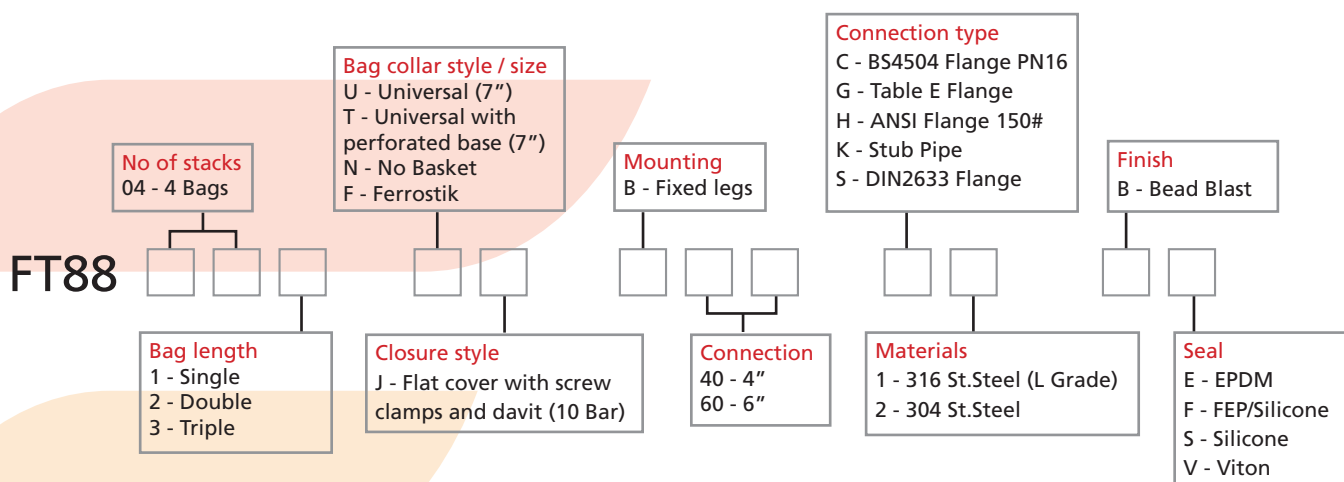 Connection type
C - BS4504 Flange PN16
G - Table E Flange
H - ANSI Flange 150#
K - Stub Pipe
S - DIN2633 Flange
Bag collar style / size
U - Universal (7”)
T - Universal with
perforated base (7”)
N - No Basket
F - Ferrostik
No of stacks
04 - 4 Bags
Mounting
B - Fixed legs
Finish
B - Bead Blast
FT88
Bag length
1 - Single
2 - Double
3 - Triple
Closure style
J - Flat cover with screw
clamps and davit (10 Bar)
Connection
40 - 4”
60 - 6”
Materials
1 - 316 St.Steel (L Grade)
2 - 304 St.Steel
Seal
E - EPDM
F - FEP/Silicone
S - Silicone
V - Viton